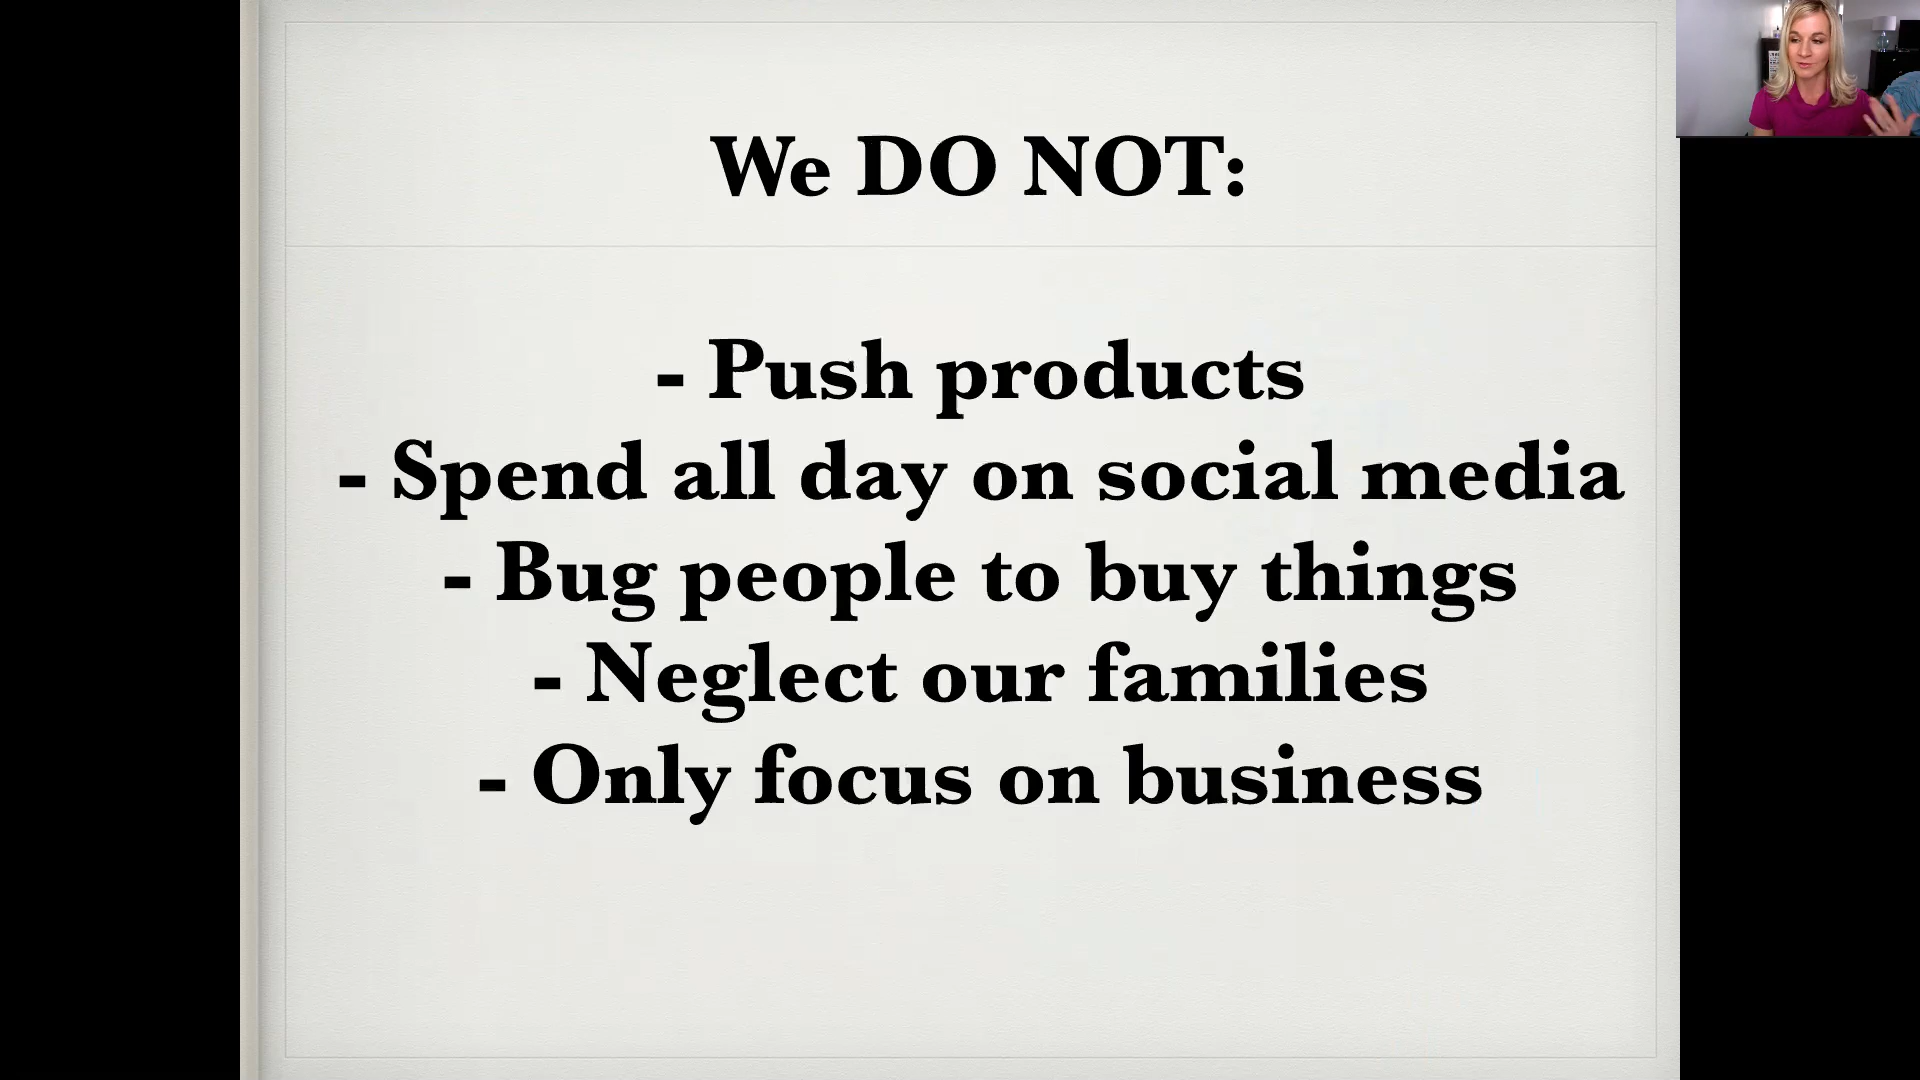 We DO NOT:
- Push products
- Spend all day on social media
- Bug people to buy things
- Neglect our families
- Only focus on business